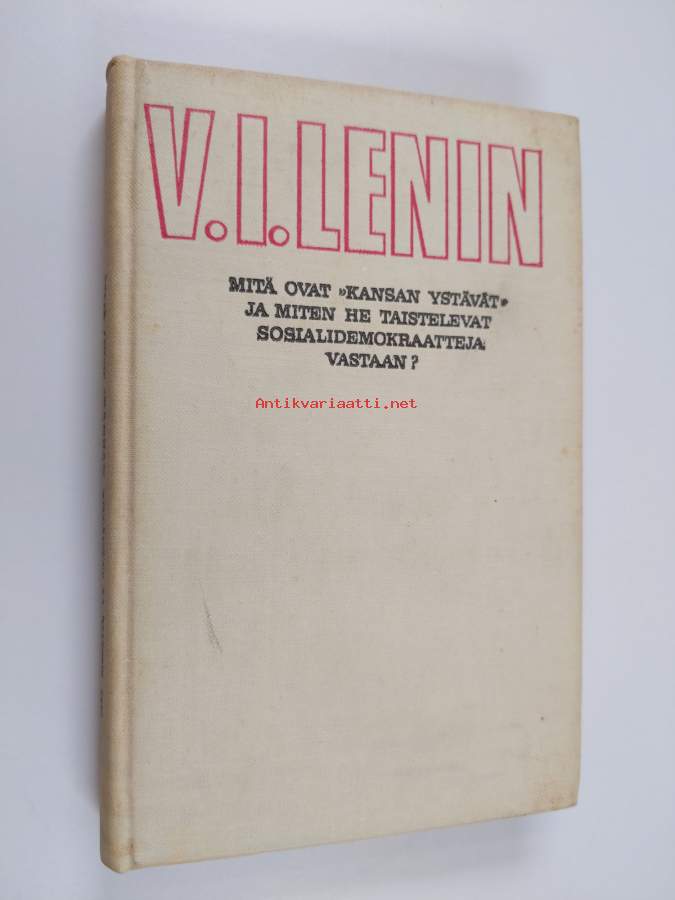 V.I.LENIN
MITÄ OVAT »KANSAN YSTÄVÄT»
JA MITEN HE TAISTELEVAT
SOSIALIDEMOKRAATTEJA
VASTAAN?
Antikvariaatti.net